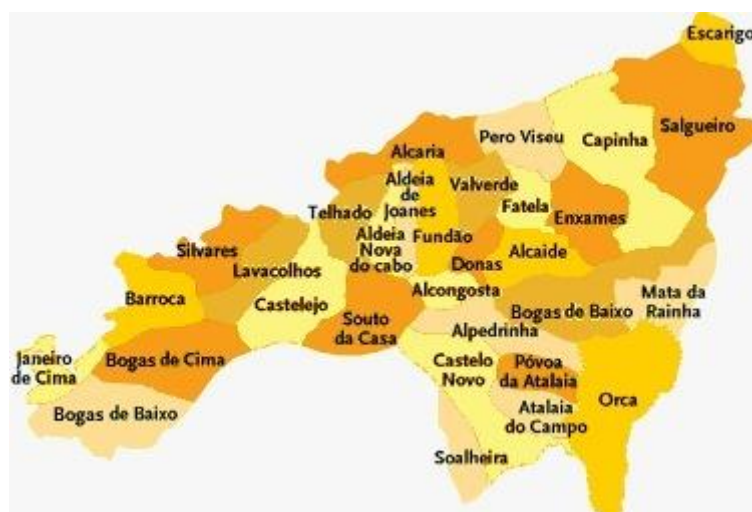 Escarigo
Salgueiro
Capinha
Pero Viseu
Alcaria
Aldeia
de
Joanes
Valverde
Fatela
Enxames
Telhado
Aldeia
Nova
do cabo
Fundão
Donas
Alcaide
Silvares
Lavacolhos
Barroca
Castelejo
Souto
da Casa
Alcongosta
Bogas de Baixo
Mata da
Rainha
Alpedrinha
Janeiro
de Cima
Bogas de Cima
Bogas de Baixo
Castelo
Novo
Póvoa
da Atalaia
Atalaia
do Campo
Orca
Soalheira